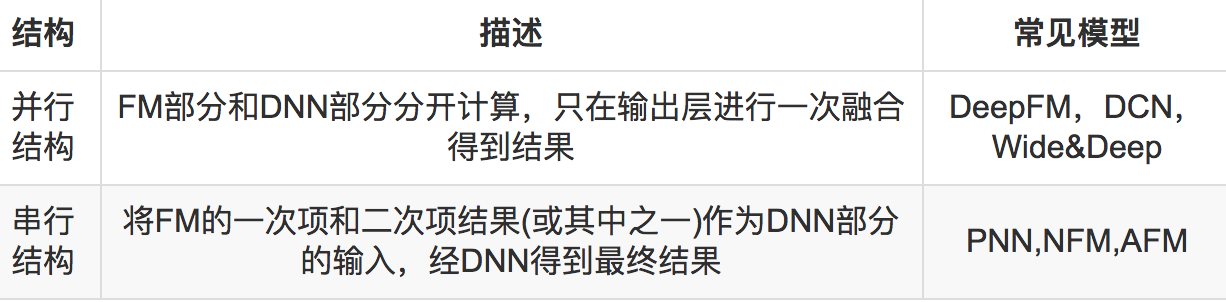 结构 描述 常见模型
并行 FM部分和DNN部分分开计算，只在输出层进行一次融合 DeepFM，DCN，
结构 得到结果 Wide&Deep
串行 将FM的一次项和二次项结果(或其中之一)作为DNN部分
结构 的输入，经DNN得到最终结果 PNN,NFM,AFM